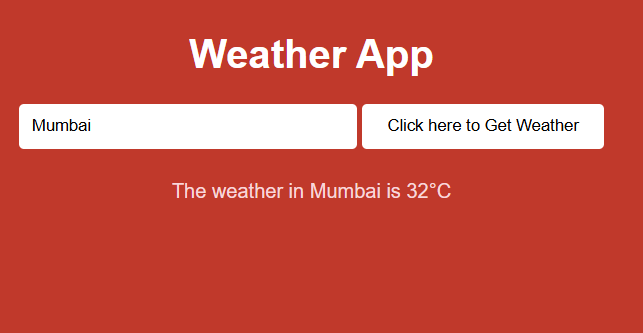 Weather App
Mumbai
Click here to Get Weather
The weather in Mumbai is 32°C